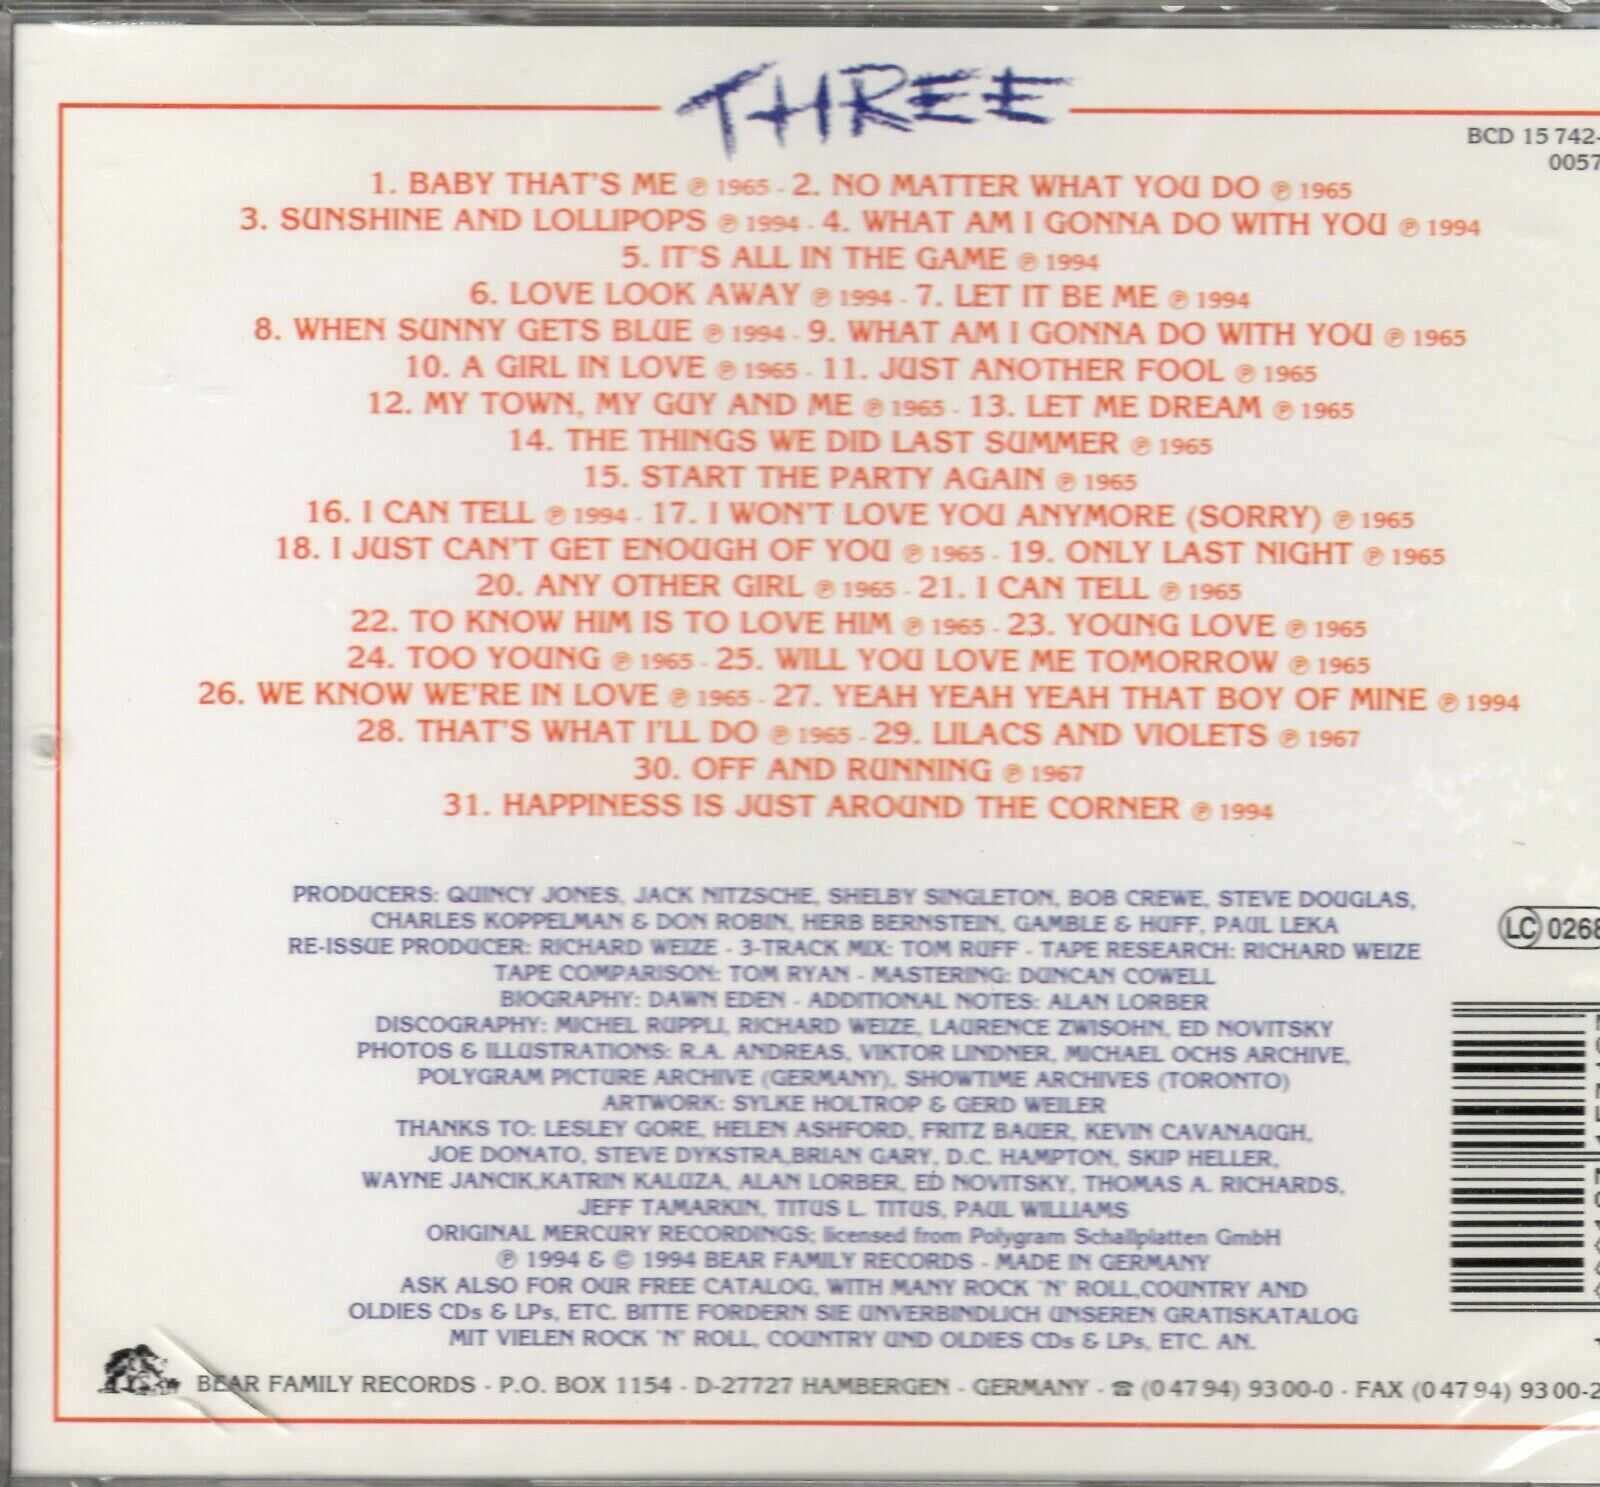 THREE
BCD 15 742-
0057
1. BABY THAT'S ME ℗ 1965 - 2. NO MATTER WHAT YOU DO ℗ 1965
3. SUNSHINE AND LOLLIPOPS ℗ 1994 - 4. WHAT AM I GONNA DO WITH YOU ℗ 1994
5. IT'S ALL IN THE GAME ℗ 1994
6. LOVE LOOK AWAY ℗ 1994 - 7. LET IT BE ME ℗ 1994
8. WHEN SUNNY GETS BLUE ℗ 1994 - 9. WHAT AM I GONNA DO WITH YOU ℗ 1965
10. A GIRL IN LOVE ℗ 1965 - 11. JUST ANOTHER FOOL ℗ 1965
12. MY TOWN, MY GUY AND ME ℗ 1965 - 13. LET ME DREAM ℗ 1965
14. THE THINGS WE DID LAST SUMMER ℗ 1965
15. START THE PARTY AGAIN ℗ 1965
16. I CAN TELL ℗ 1994 - 17. I WON'T LOVE YOU ANYMORE (SORRY) ℗ 1965
18. I JUST CAN'T GET ENOUGH OF YOU ℗ 1965 - 19. ONLY LAST NIGHT ℗ 1965
20. ANY OTHER GIRL ℗ 1965 - 21. I CAN TELL ℗ 1965
22. TO KNOW HIM IS TO LOVE HIM ℗ 1965 - 23. YOUNG LOVE ℗ 1965
24. TOO YOUNG ℗ 1965 - 25. WILL YOU LOVE ME TOMORROW ℗ 1965
26. WE KNOW WE'RE IN LOVE ℗ 1965 - 27. YEAH YEAH YEAH THAT BOY OF MINE ℗ 1994
28. THAT'S WHAT I'LL DO ℗ 1965 - 29. LILACS AND VIOLETS ℗ 1967
30. OFF AND RUNNING ℗ 1967
31. HAPPINESS IS JUST AROUND THE CORNER ℗ 1994
PRODUCERS: QUINCY JONES, JACK NITZSCHE, SHELBY SINGLETON, BOB CREWE, STEVE DOUGLAS,
CHARLES KOPPELMAN & DON ROBIN, HERB BERNSTEIN, GAMBLE & HUFF, PAUL LEKA
RE-ISSUE PRODUCER: RICHARD WEIZE - 3-TRACK MIX: TOM RUFF - TAPE RESEARCH: RICHARD WEIZE
TAPE COMPARISON: TOM RYAN - MASTERING: DUNCAN COWELL
BIOGRAPHY: DAWN EDEN - ADDITIONAL NOTES: ALAN LORBER
DISCOGRAPHY: MICHEL RUPPLI, RICHARD WEIZE, LAURENCE ZWISOHN, ED NOVITSKY
PHOTOS & ILLUSTRATIONS: R.A. ANDREAS, VIKTOR LINDNER, MICHAEL OCHS ARCHIVE,
POLYGRAM PICTURE ARCHIVE (GERMANY), SHOWTIME ARCHIVES (TORONTO)
ARTWORK: SYLKE HOLTROP & GERD WEILER
THANKS TO: LESLEY GORE, HELEN ASHFORD, FRITZ BAUER, KEVIN CAVANAUGH,
JOE DONATO, STEVE DYKSTRA,BRIAN GARY, D.C. HAMPTON, SKIP HELLER,
WAYNE JANCIK,KATRIN KALUZA, ALAN LORBER, ED NOVITSKY, THOMAS A. RICHARDS,
JEFF TAMARKIN, TITUS L. TITUS, PAUL WILLIAMS
ORIGINAL MERCURY RECORDINGS; licensed from Polygram Schallplatten GmbH
℗ 1994 & © 1994 BEAR FAMILY RECORDS - MADE IN GERMANY
ASK ALSO FOR OUR FREE CATALOG, WITH MANY ROCK "N" ROLL,COUNTRY AND
OLDIES CDs & LPs, ETC. BITTE FORDERN SIE UNVERBINDLICH UNSEREN GRATISKATALOG
MIT VIELEN ROCK "N" ROLL, COUNTRY UND OLDIES CDs & LPs, ETC. AN.
BEAR FAMILY RECORDS - P.O. BOX 1154 - D-27727 HAMBERGEN - GERMANY - ☎ (0 47 94) 93 00-0 - FAX (0 47 94) 93 00-2
LC 0268